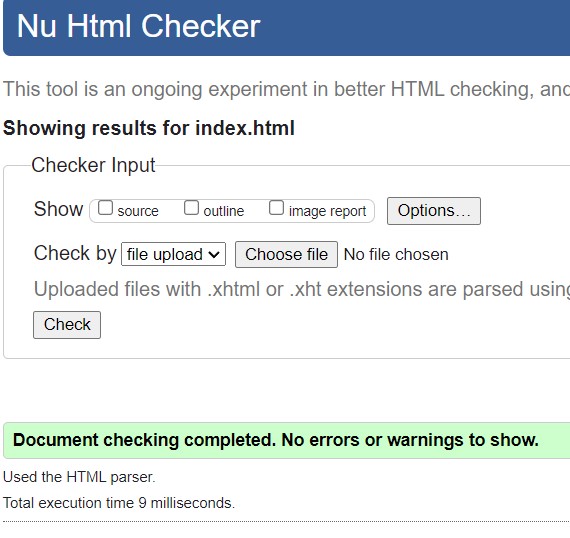 Nu Html Checker
This tool is an ongoing experiment in better HTML checking, and
Showing results for index.html
Checker Input
Show source outline image report Options…
Check by file upload Choose file No file chosen
Uploaded files with .xhtml or .xht extensions are parsed using
Check
Document checking completed. No errors or warnings to show.
Used the HTML parser.
Total execution time 9 milliseconds.